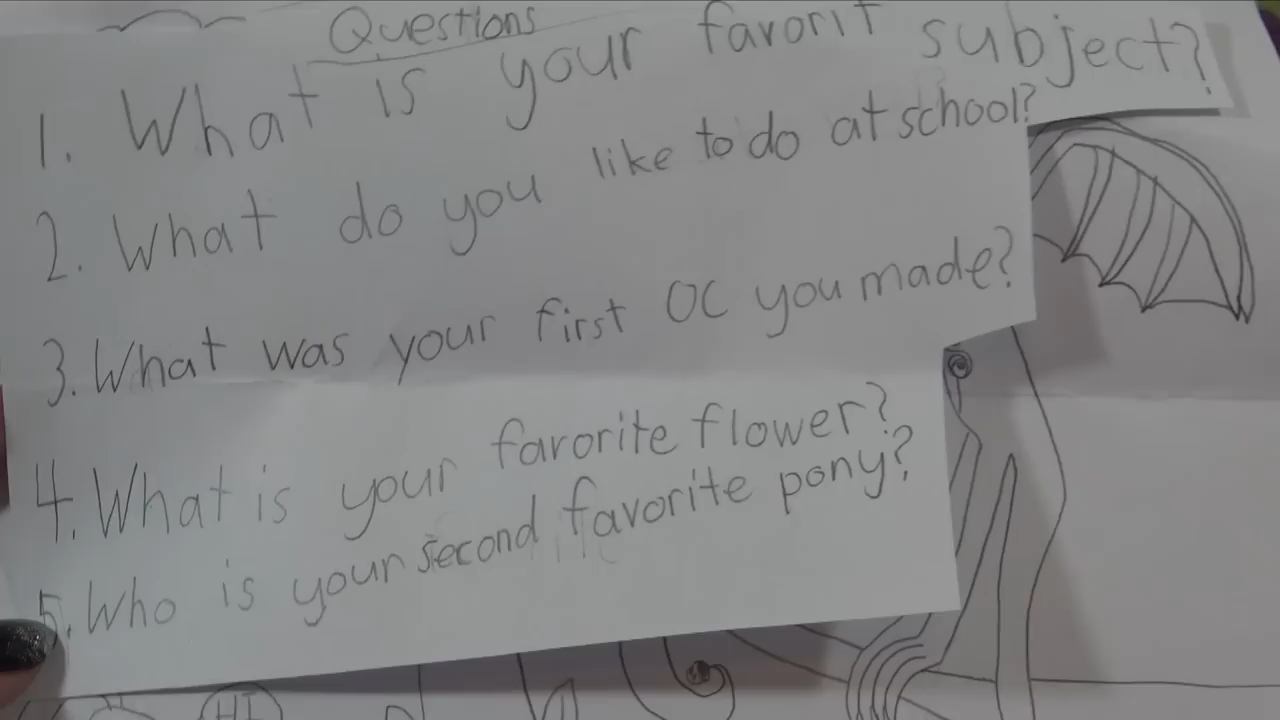 Questions
1. What is your favorit subject?
2. What do you like to do at school?
3. What was your first OC you made?
4. What is your favorite flower?
5. Who is your second favorite pony?
HI